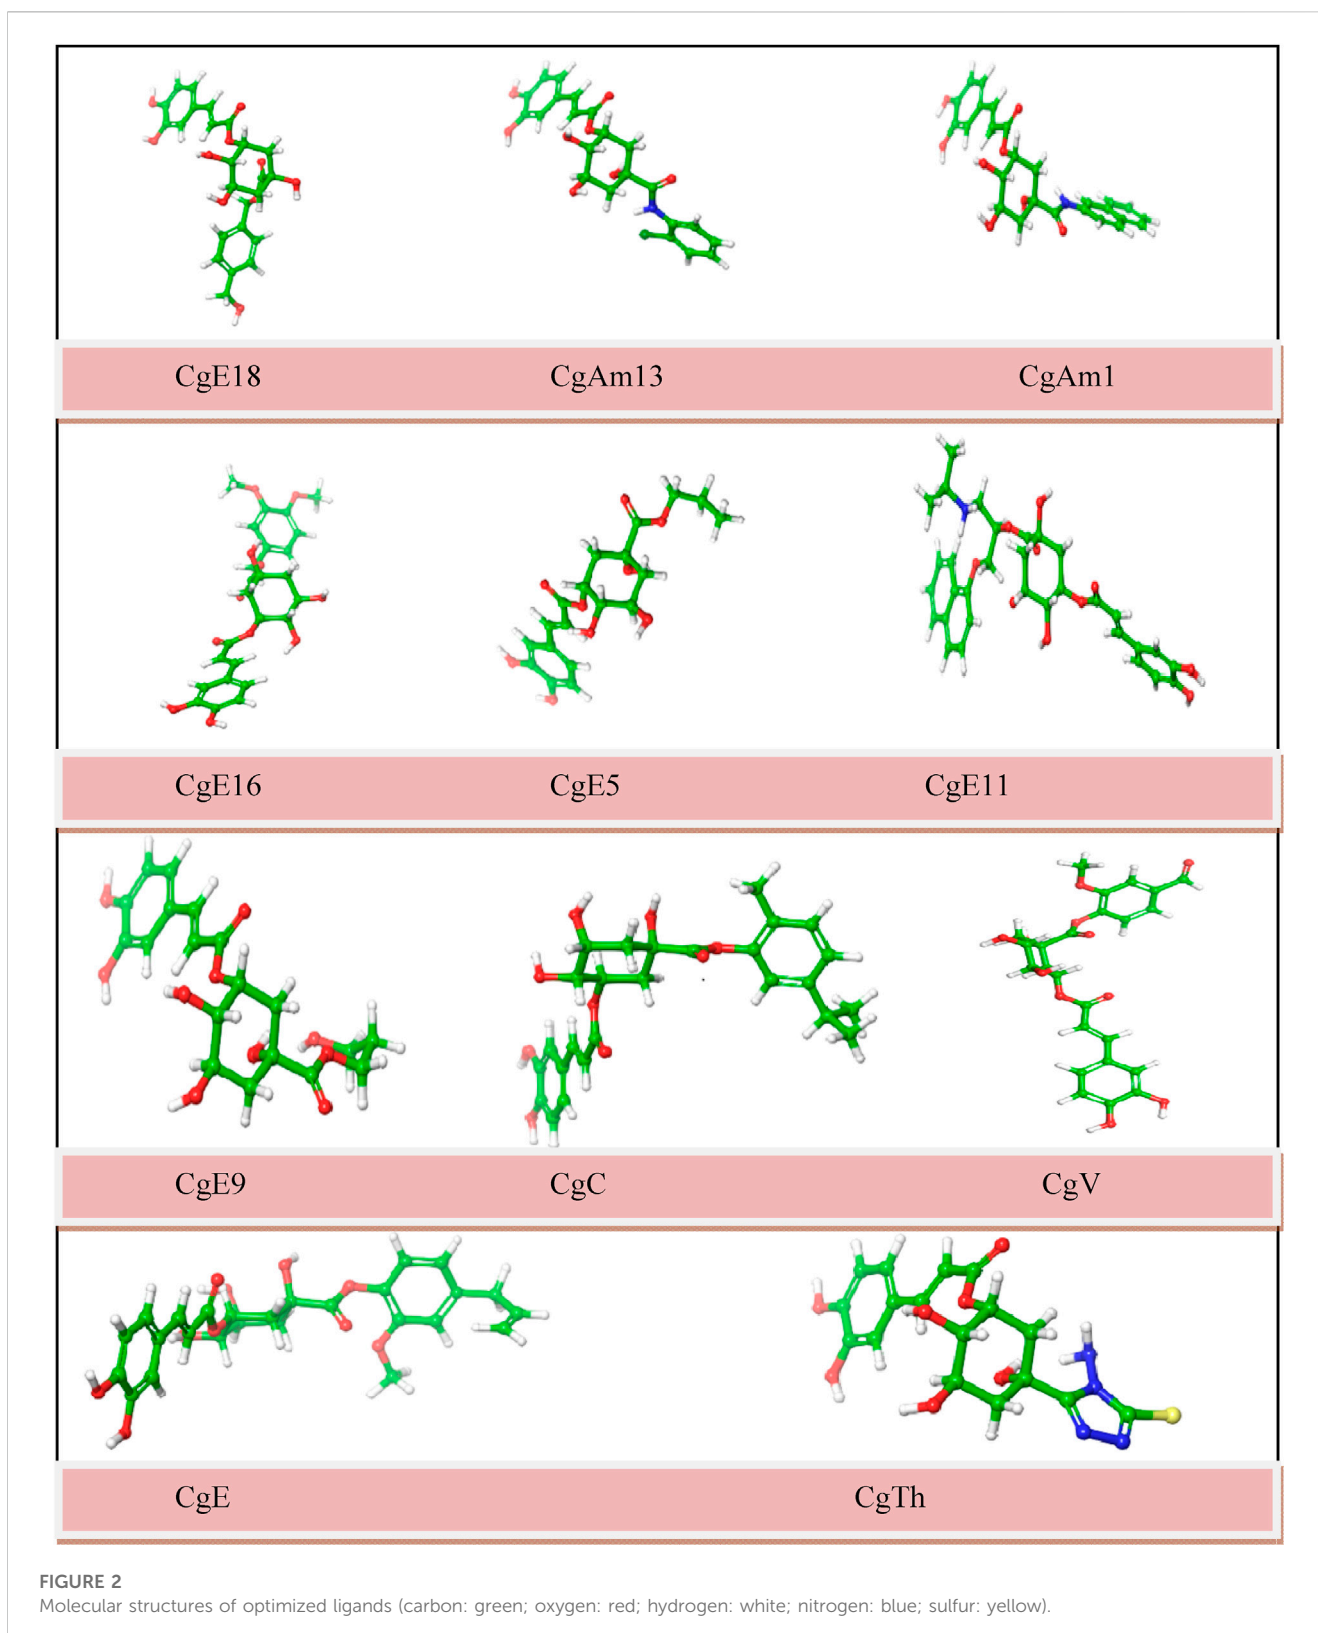 CgE18 CgAm13 CgAm1
CgE16 CgE5 CgE11
CgE9 CgC CgV
CgE CgTh
FIGURE 2
Molecular structures of optimized ligands (carbon: green; oxygen: red; hydrogen: white; nitrogen: blue; sulfur: yellow).